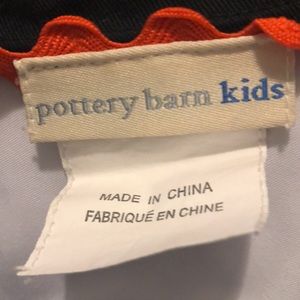 pottery barn kids
MADE IN CHINA
FABRIQUÉ EN CHINE